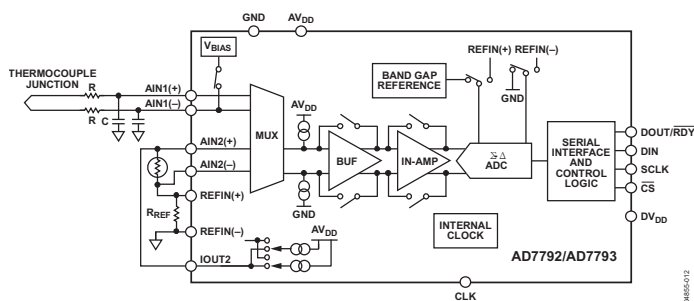 GND AVDD
VBIAS
REFIN(+) REFIN(–)
THERMOCOUPLE
JUNCTION
R
AIN1(+)
AIN1(–)
R C
BAND GAP
REFERENCE
GND
AVDD
MUX
AIN2(+)
AIN2(–)
BUF
IN-AMP
Σ-Δ
ADC
SERIAL
INTERFACE
AND
CONTROL
LOGIC
DOUT/RDY
DIN
SCLK
CS
DVDD
REFIN(+)
RREF
GND
REFIN(–)
AVDD
INTERNAL
CLOCK
IOUT2
AD7792/AD7793
CLK